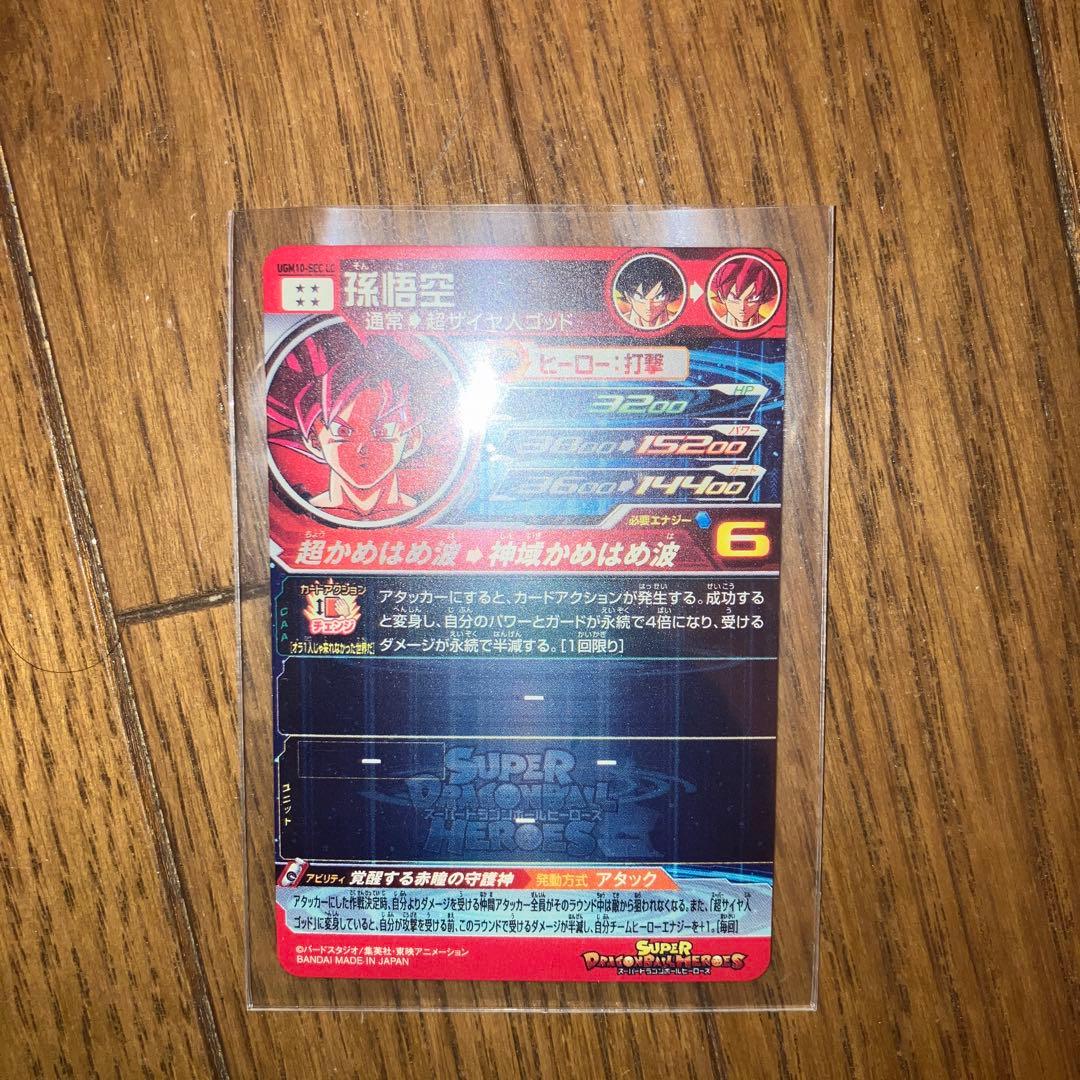 UGM10-SEC LC
そん ご くう
孫悟空
通常 超サイヤ人ゴッド
ヒーロー:打撃
HP
3200
パワー
3800 15200
ガード
3600 14400
必要エナジー
6
超かめはめ波 神域かめはめ波
カードアクション
チェンジ
CAA
[オラ1人じゃ来れなかった世界だ]
アタッカーにすると、カードアクションが発生する。成功する
と変身し、自分のパワーとガードが永続で4倍になり、受ける
ダメージが永続で半減する。[1回限り]
ー
ユニット
ー
ー
ー
SUPER
DRAGONBALL
スーパードラゴンボールヒーローズ
HEROES
アビリティ 覚醒する赤瞳の守護神 発動方式 アタック
アタッカーにした作戦決定時、自分よりダメージを受ける仲間アタッカー全員がそのラウンド中は敵から狙われなくなる。また、「超サイヤ人
ゴッド」に変身していると、自分が攻撃を受ける前、このラウンドで受けるダメージが半減し、自分チームヒーローエナジーを+1。[毎回]
©バードスタジオ/集英社・東映アニメーション
BANDAI MADE IN JAPAN
SUPER
DRAGONBALL HEROES
スーパードラゴンボールヒーローズ